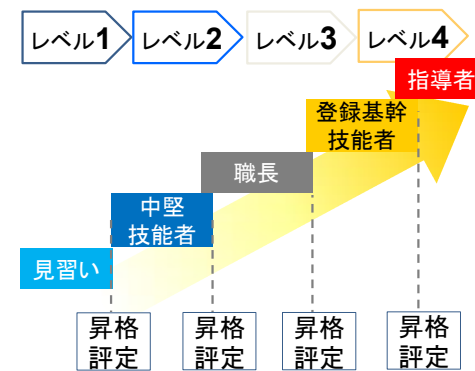 レベル1
レベル2
レベル3
レベル4
指導者
登録基幹
技能者
職長
中堅
技能者
見習い
昇格
評定
昇格
評定
昇格
評定
昇格
評定